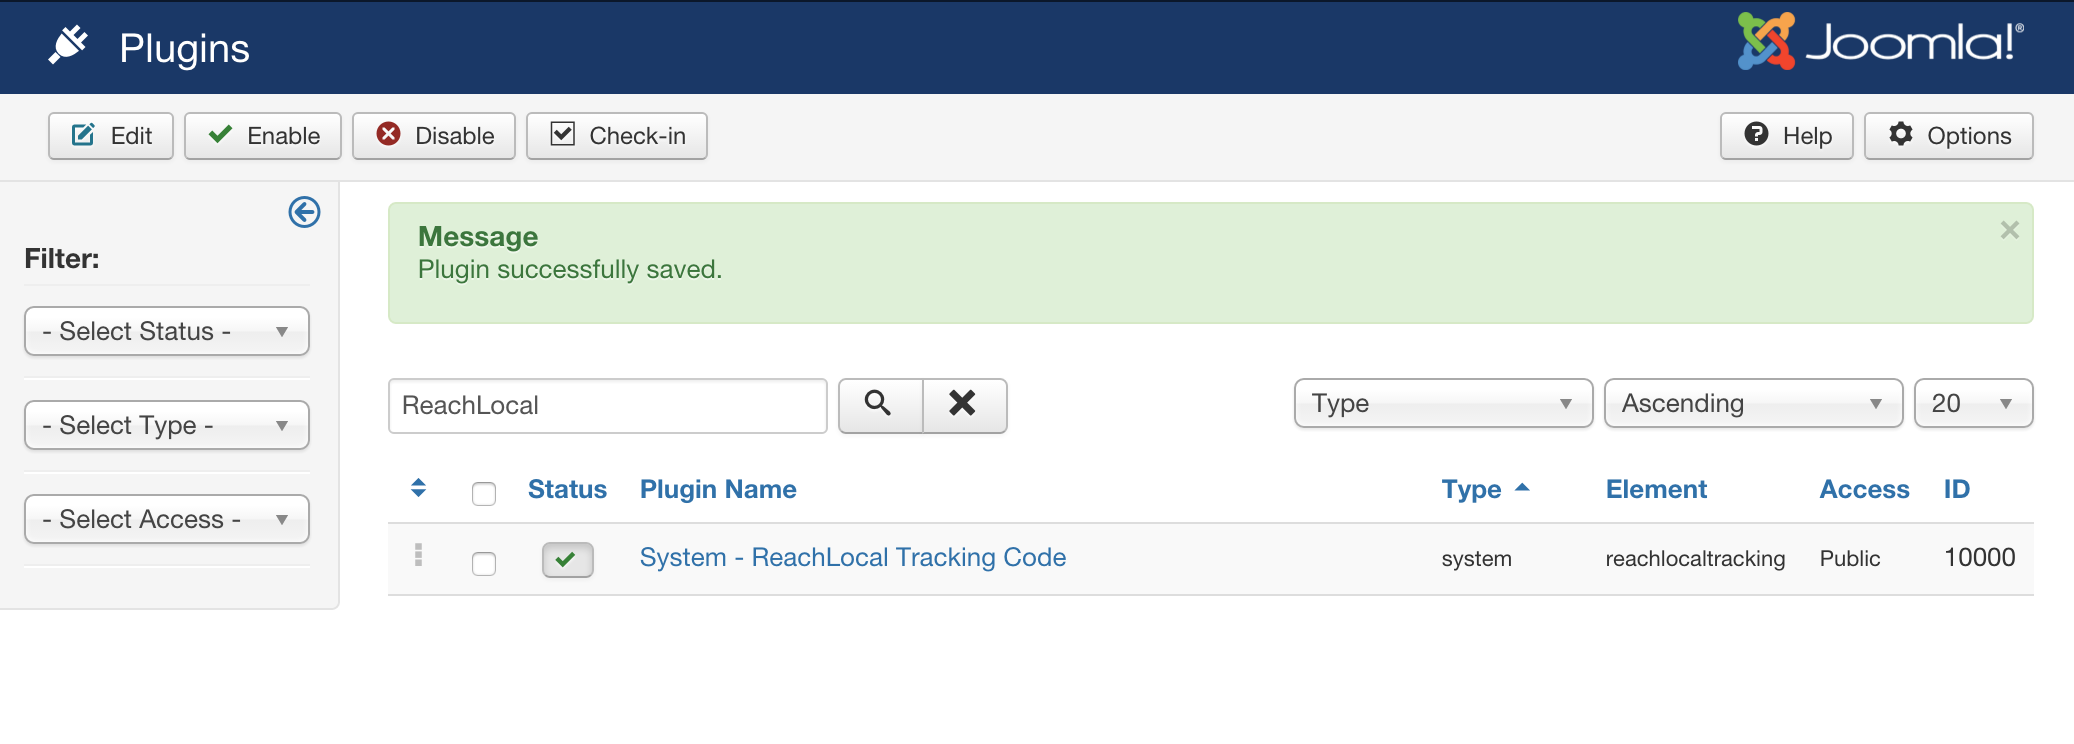 Plugins
Joomla!®
Edit Enable Disable Check-in Help Options
Message
Plugin successfully saved.
Filter:
- Select Status -
- Select Type -
- Select Access -
ReachLocal Type Ascending 20
Status Plugin Name Type Element Access ID
System - ReachLocal Tracking Code system reachlocaltracking Public 10000